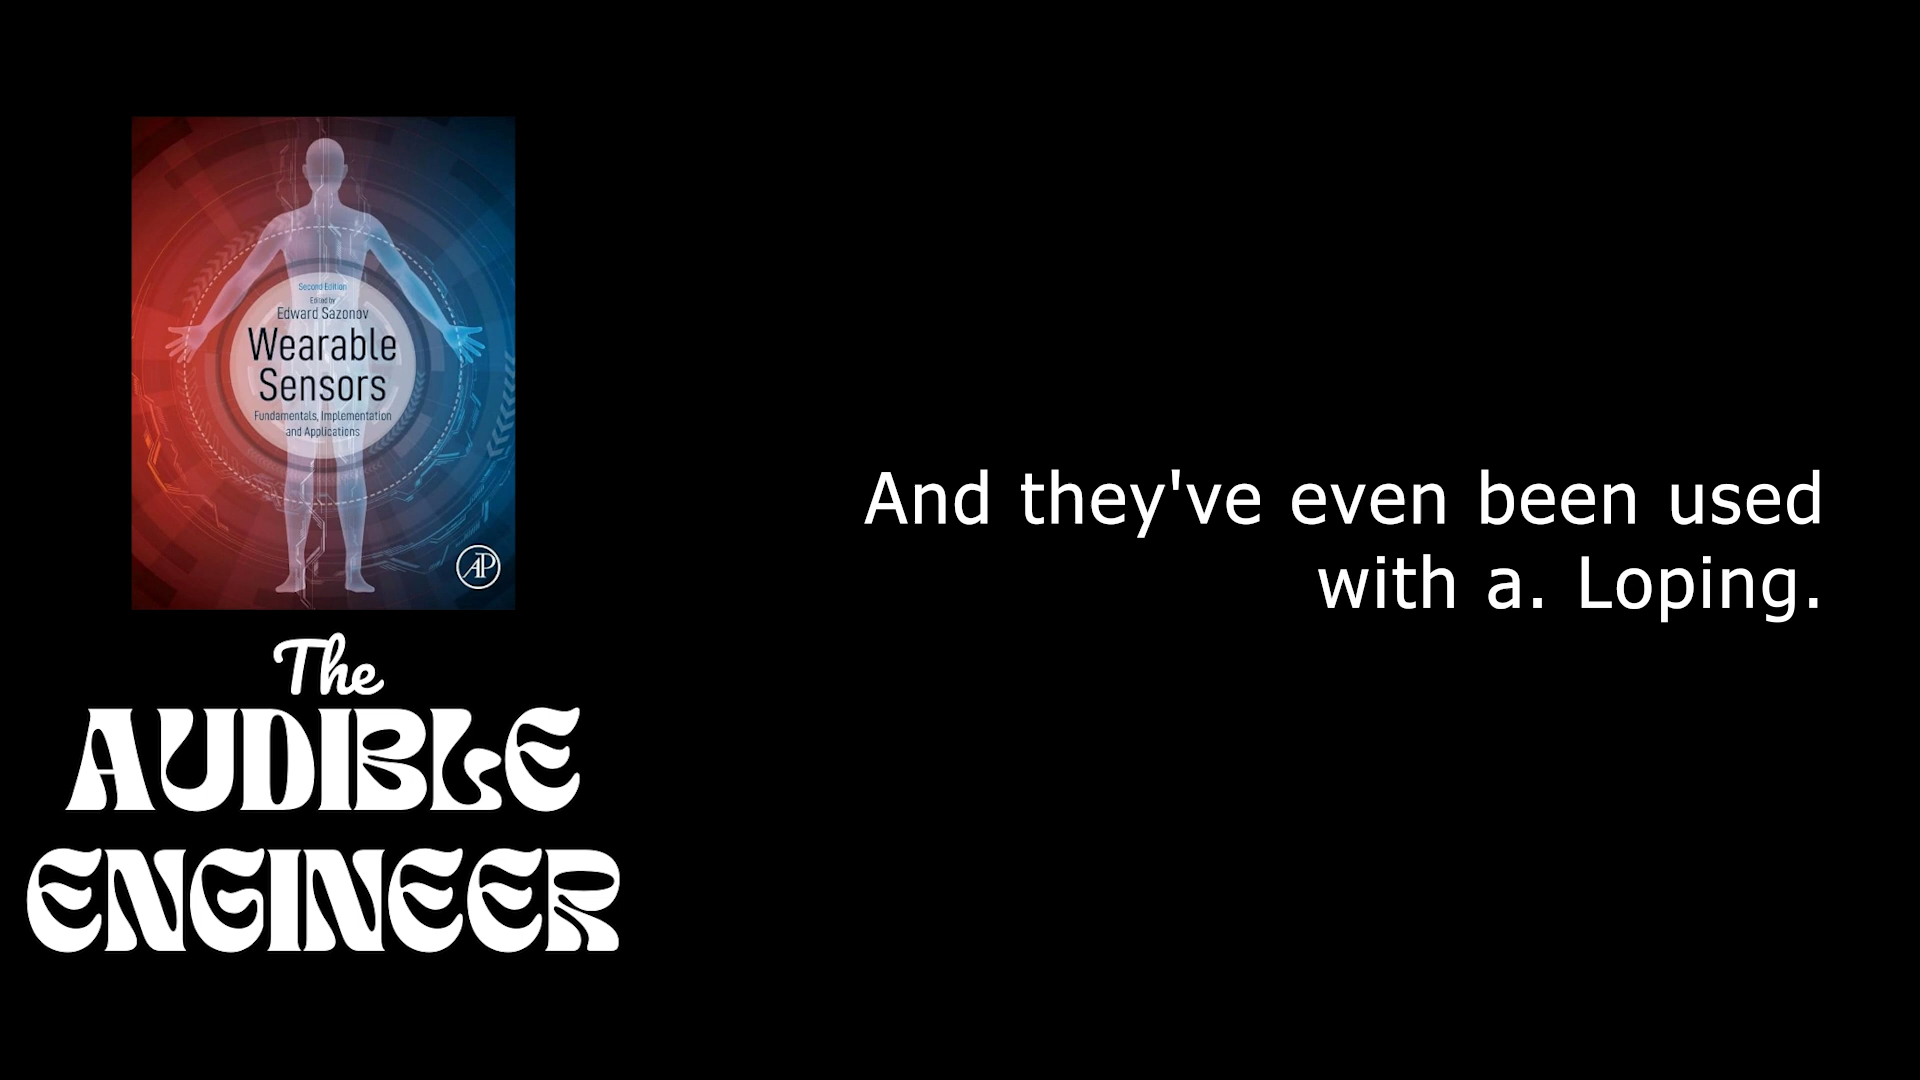 Second Edition
Edited by
Edward Sazonov
Wearable
Sensors
Fundamentals, Implementation
and Applications
AP
The
AUDIBLE
ENGINEER
And they've even been used
with a. Loping.